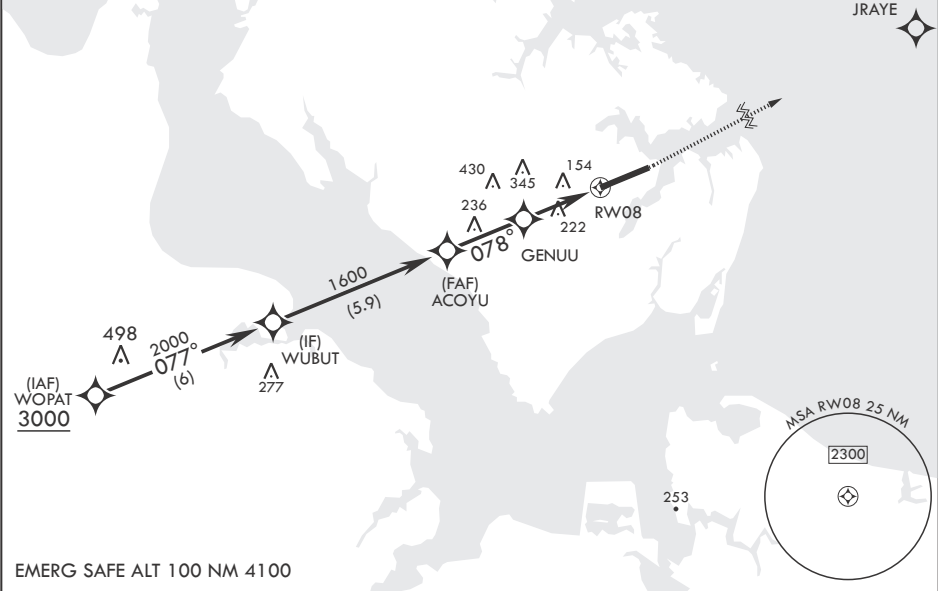 JRAYE
430
345
154
RW08
236
222
078°
GENUU
1600
(5.9)
(FAF)
ACOYU
498
2000
077°
(6)
(IF)
WUBUT
277
(IAF)
WOPAT
3000
MSA RW08 25 NM
2300
253
EMERG SAFE ALT 100 NM 4100